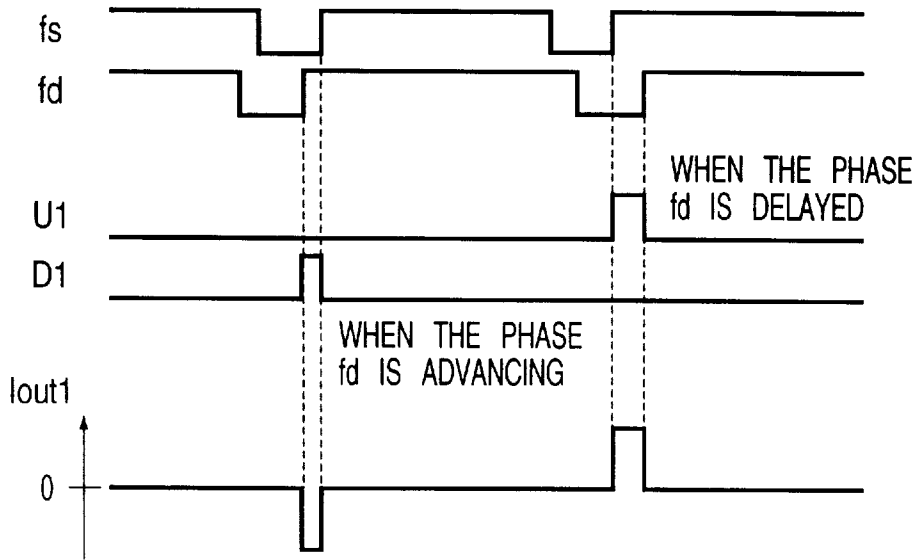 fs
fd
WHEN THE PHASE
fd IS DELAYED
U1
D1
WHEN THE PHASE
fd IS ADVANCING
Iout1
0